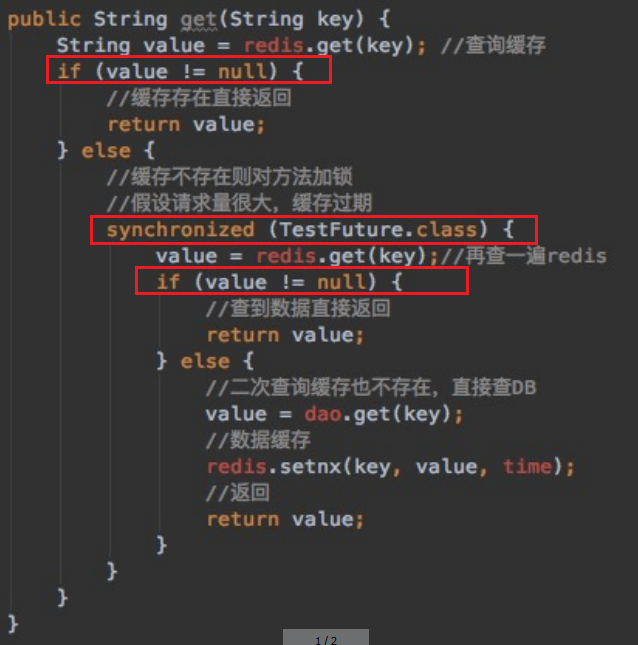 public String get(String key) {
    String value = redis.get(key); //查询缓存
    if (value != null) {
        //缓存存在直接返回
        return value;
    } else {
        //缓存不存在则对方法加锁
        //假设请求量很大，缓存过期
        synchronized (TestFuture.class) {
            value = redis.get(key);//再查一遍redis
            if (value != null) {
                //查到数据直接返回
                return value;
            } else {
                //二次查询缓存也不存在，直接查DB
                value = dao.get(key);
                //数据缓存
                redis.setnx(key, value, time);
                //返回
                return value;
            }
        }
    }
}
1/2